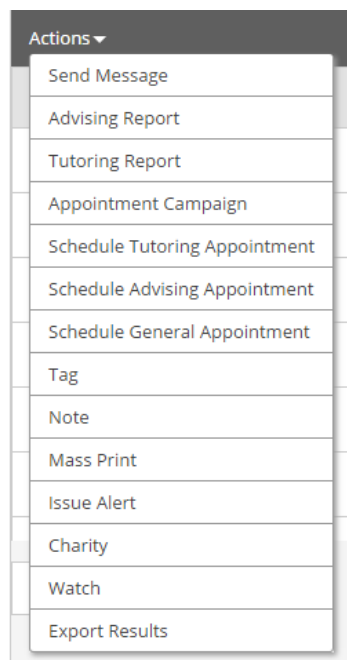 Actions
Send Message
Advising Report
Tutoring Report
Appointment Campaign
Schedule Tutoring Appointment
Schedule Advising Appointment
Schedule General Appointment
Tag
Note
Mass Print
Issue Alert
Charity
Watch
Export Results